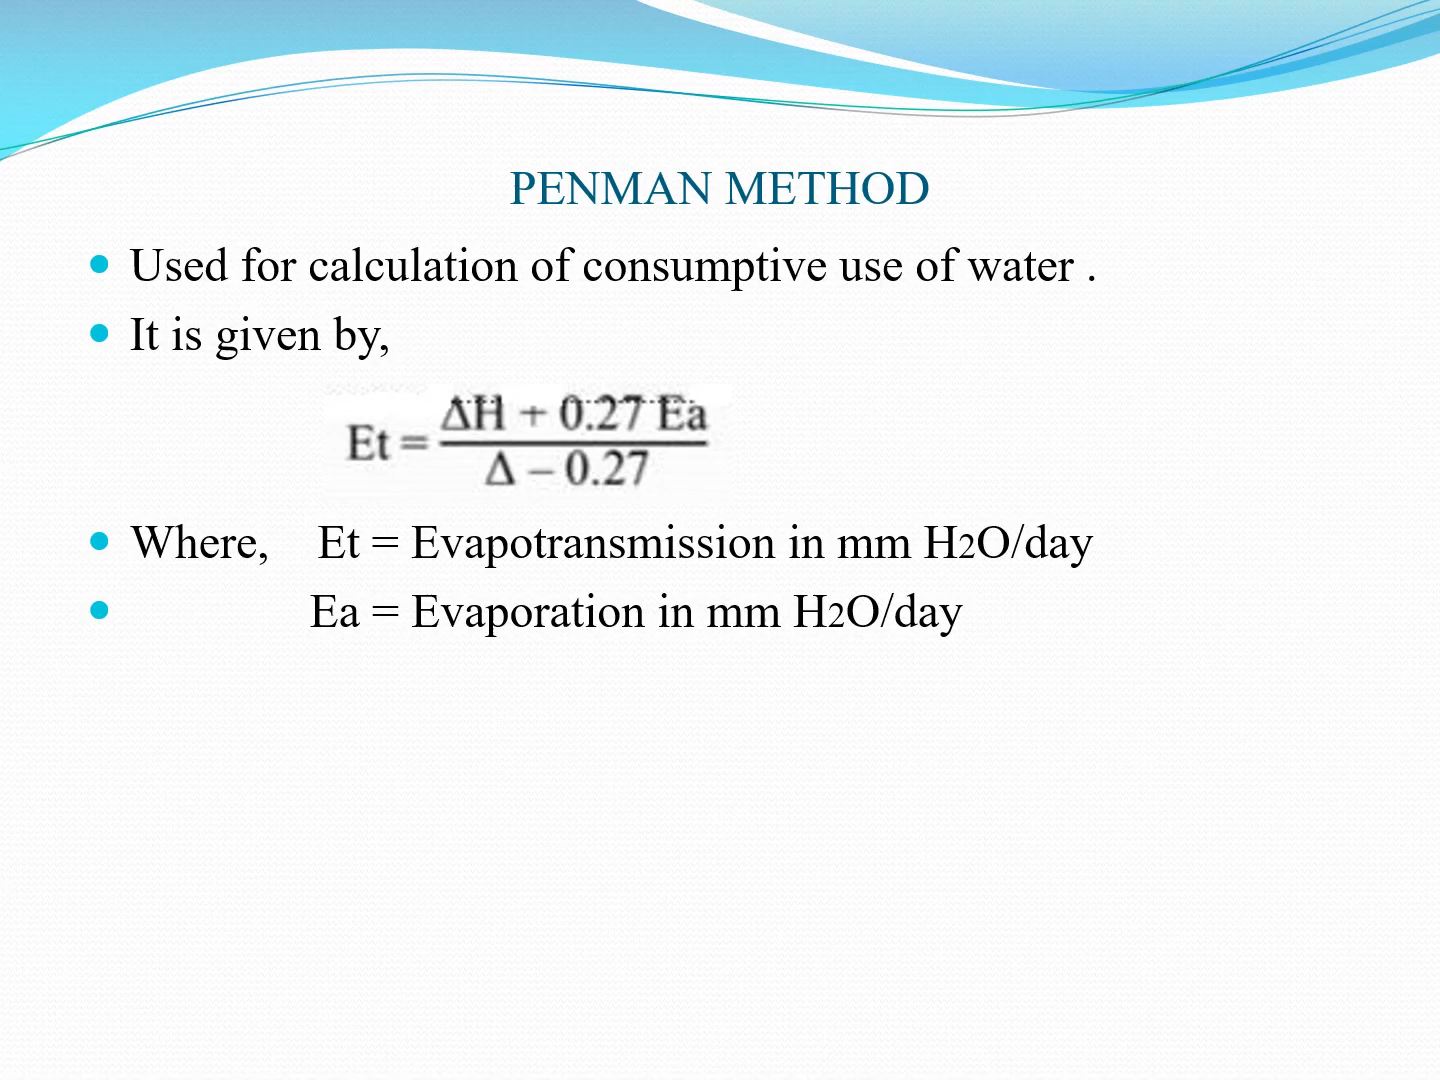 PENMAN METHOD
Used for calculation of consumptive use of water .
It is given by,
Et = (ΔH + 0.27 Ea) / (Δ – 0.27)
Where, Et = Evapotransmission in mm H2O/day
Ea = Evaporation in mm H2O/day